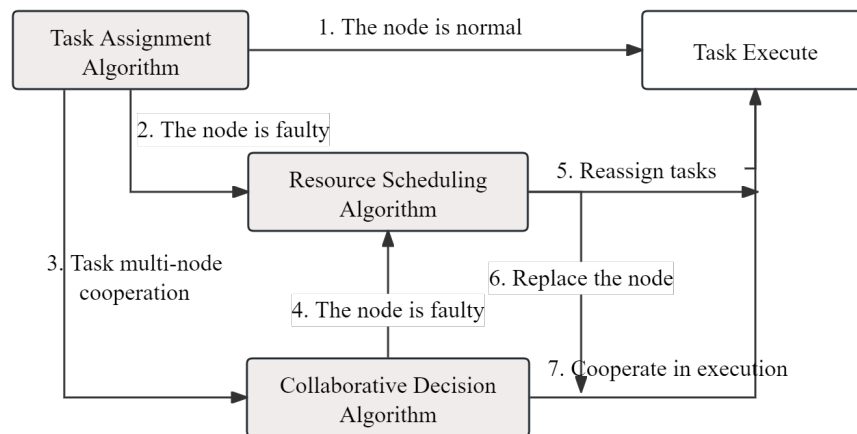 1. The node is normal
Task Assignment
Algorithm
Task Execute
2. The node is faulty
Resource Scheduling
Algorithm
5. Reassign tasks
3. Task multi-node
cooperation
6. Replace the node
4. The node is faulty
7. Cooperate in execution
Collaborative Decision
Algorithm